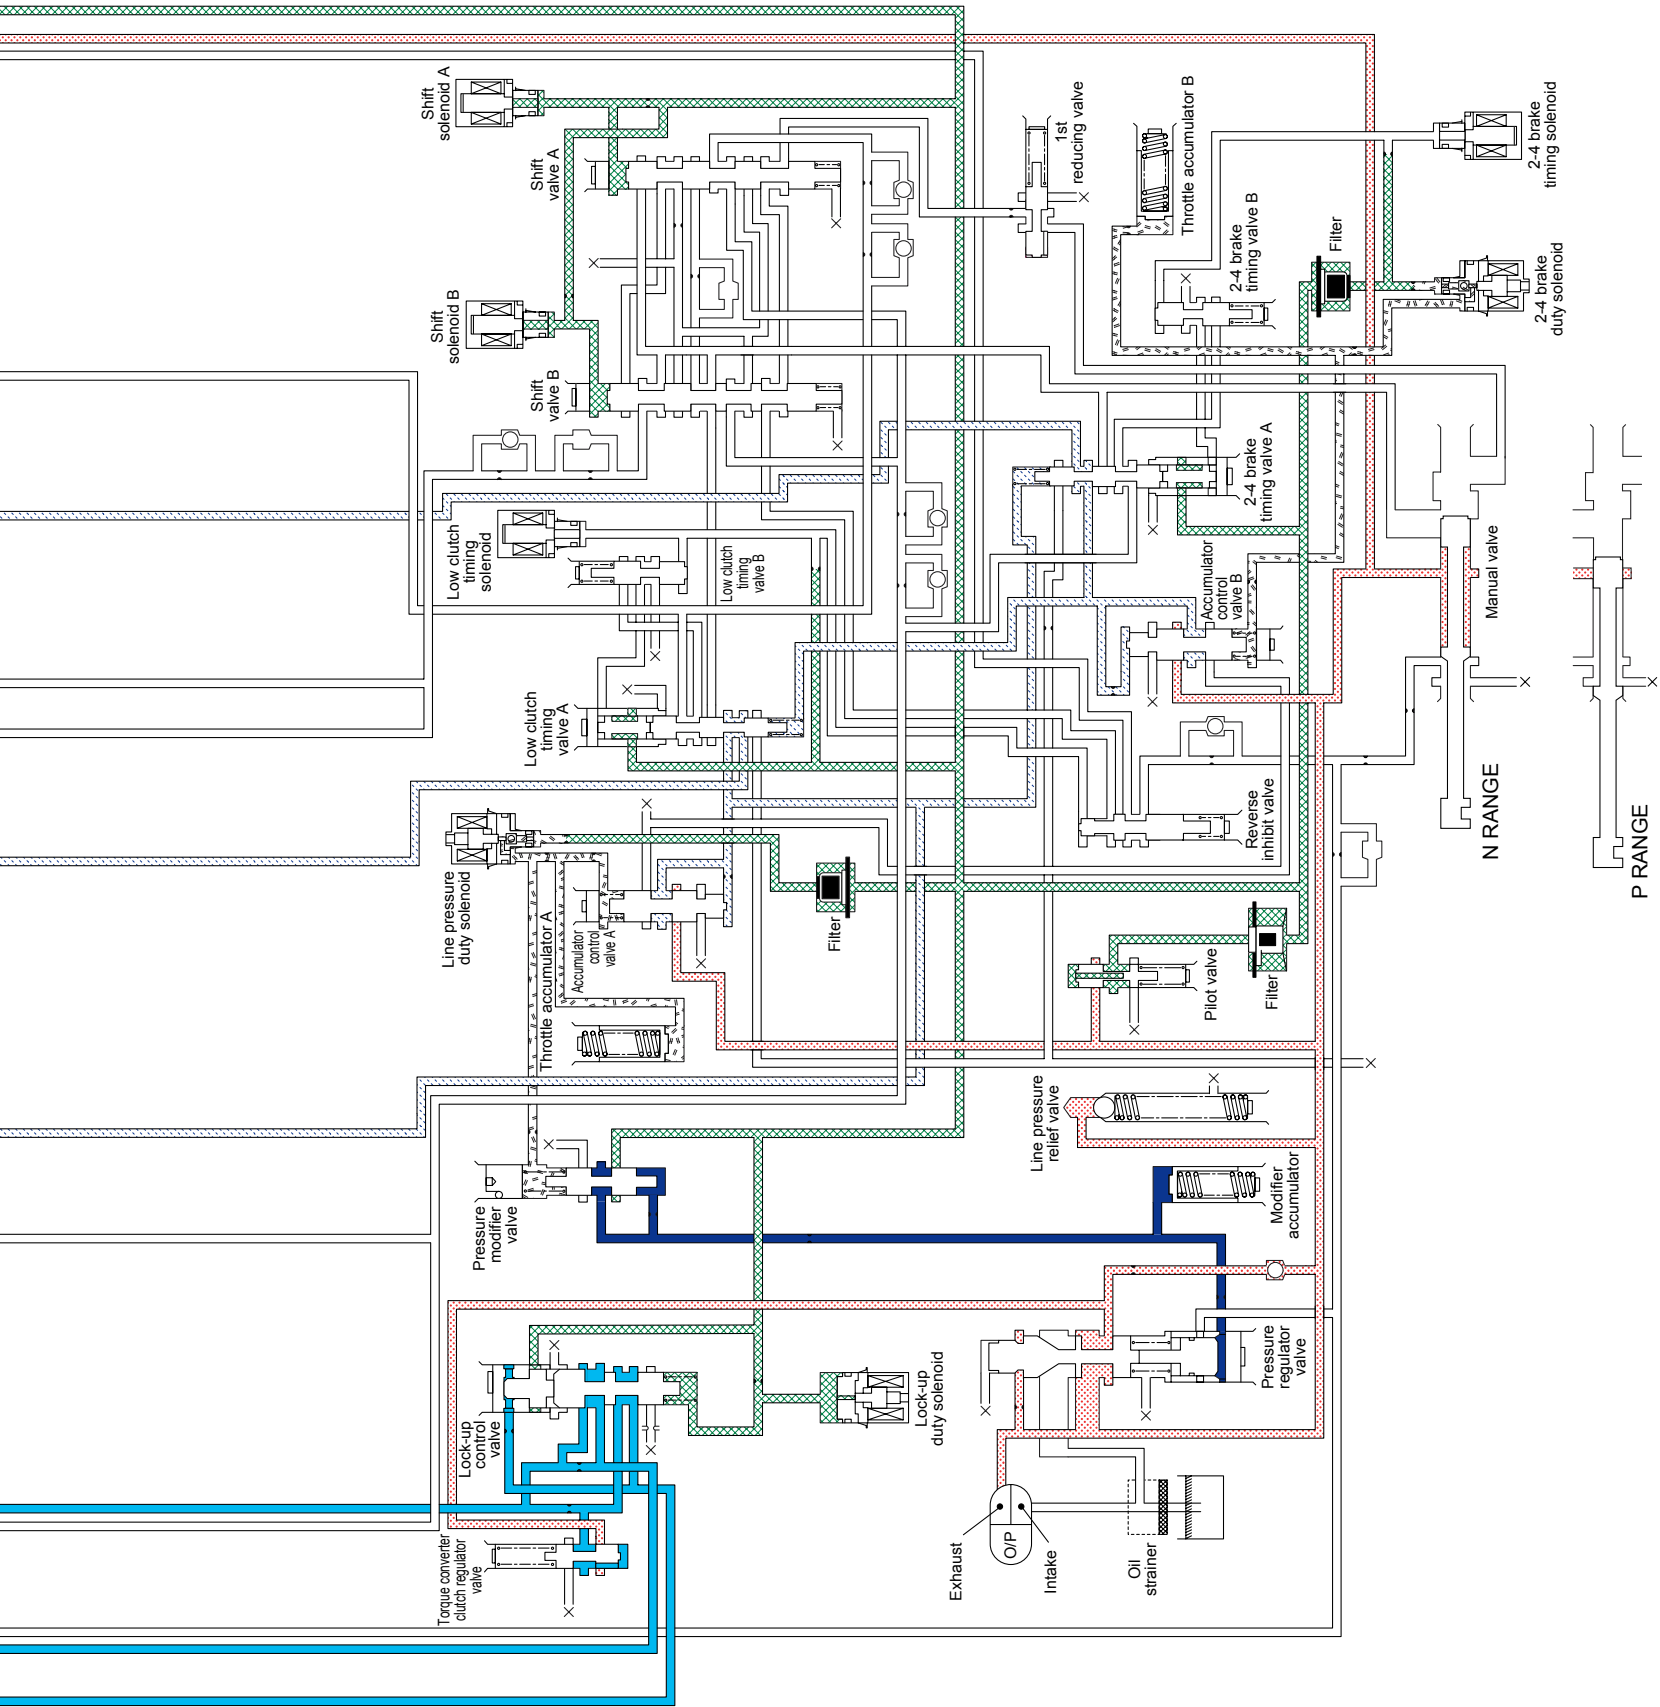 Shift
solenoid A
Shift
valve A
Shift
solenoid B
Shift
valve B
1st
reducing valve
Throttle accumulator B
2-4 brake
timing valve B
Filter
2-4 brake
timing solenoid
2-4 brake
duty solenoid
Low clutch
timing
solenoid
Low clutch
timing
valve B
2-4 brake
timing valve A
Accumulator
control
valve B
Manual valve
Low clutch
timing
valve A
Line pressure
duty solenoid
Throttle accumulator A
Accumulator
control
valve A
Filter
Reverse
inhibit valve
N RANGE
P RANGE
Pilot valve
Filter
Line pressure
relief valve
Pressure
modifier
valve
Modifier
accumulator
Lock-up
control
valve
Lock-up
duty solenoid
Pressure
regulator
valve
Torque converter
clutch regulator
valve
Exhaust
O/P
Intake
Oil
strainer